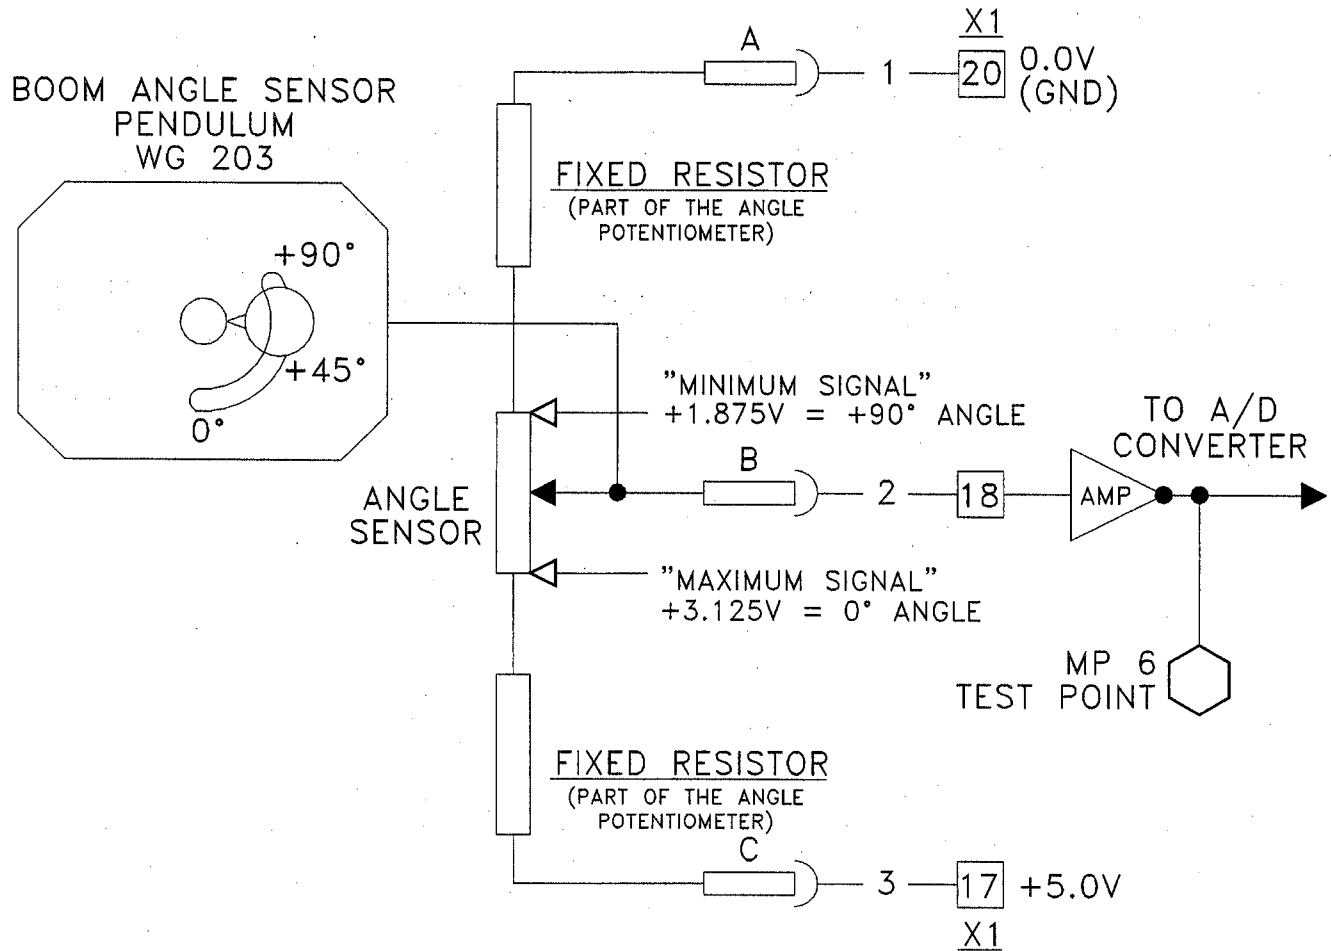 X1
A
1
20
0.0V
(GND)
BOOM ANGLE SENSOR
PENDULUM
WG 203
+90°
+45°
0°
FIXED RESISTOR
(PART OF THE ANGLE
POTENTIOMETER)
"MINIMUM SIGNAL"
+1.875V = +90° ANGLE
ANGLE
SENSOR
B
2
18
AMP
TO A/D
CONVERTER
"MAXIMUM SIGNAL"
+3.125V = 0° ANGLE
MP 6
TEST POINT
FIXED RESISTOR
(PART OF THE ANGLE
POTENTIOMETER)
C
3
17
+5.0V
X1